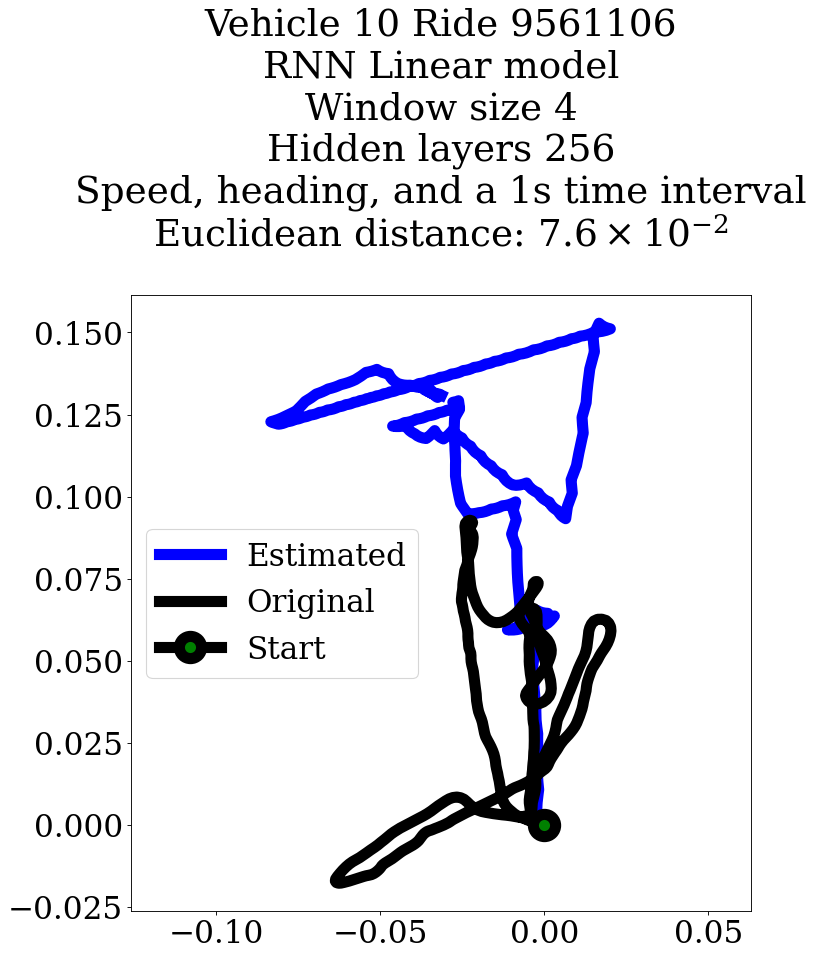 Vehicle 10 Ride 9561106
RNN Linear model
Window size 4
Hidden layers 256
Speed, heading, and a 1s time interval
Euclidean distance: 7.6 × 10⁻²
0.150
0.125
0.100
0.075
0.050
0.025
0.000
−0.025
Estimated
Original
Start
−0.10
−0.05
0.00
0.05